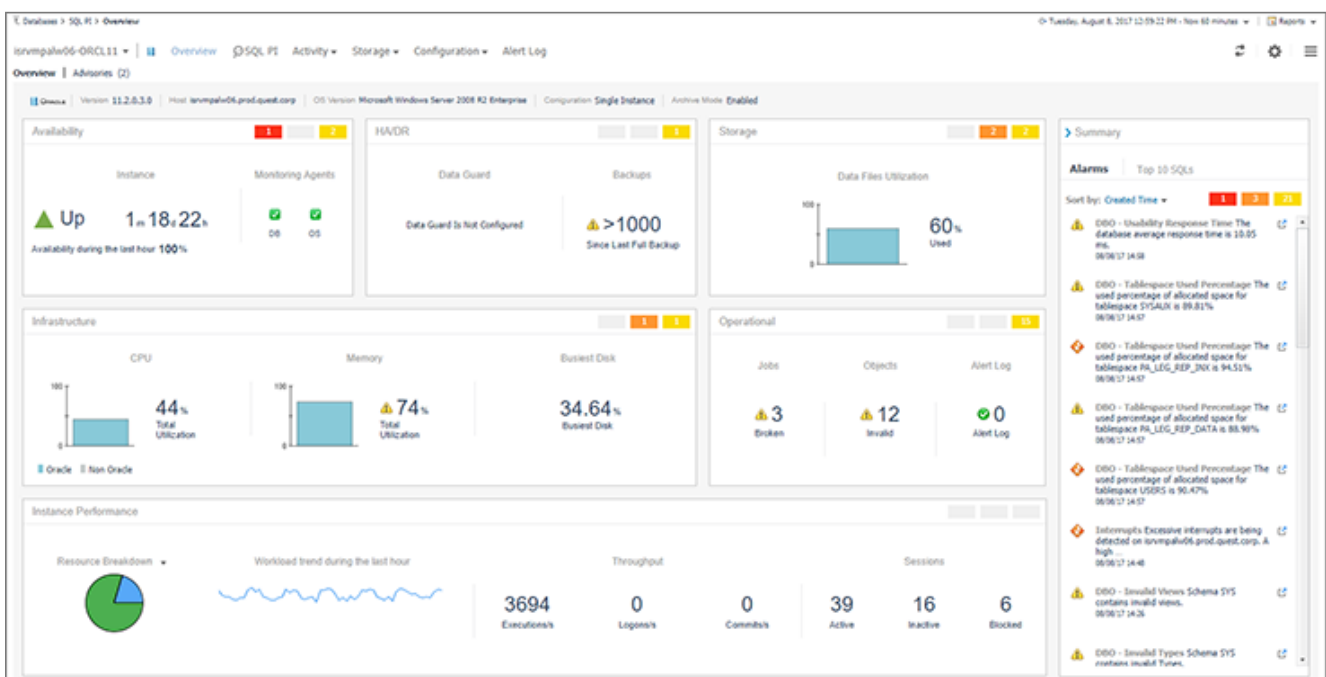 Databases > SQL PI > Overview
Tuesday, August 8, 2017 12:59:22 PM - Now 60 minutes
Reports
isrvmpalw06-ORCL11
Overview
SQL PI
Activity
Storage
Configuration
Alert Log
Overview | Advisories (2)
Oracle
Version 11.2.0.3.0
Host isrvmpalw06.prod.quest.corp
OS Version Microsoft Windows Server 2008 R2 Enterprise
Configuration Single Instance
Archive Mode Enabled
Availability
1
2
Instance
Monitoring Agents
Up
1m 18d 22h
DB
OS
Availability during the last hour 100%
HA/DR
1
Data Guard
Backups
Data Guard Is Not Configured
>1000
Since Last Full Backup
Storage
2
2
Data Files Utilization
100
0
60%
Used
Infrastructure
1
1
CPU
Memory
Busiest Disk
100
0
44%
Total
Utilization
100
0
74%
Total
Utilization
34.64%
Busiest Disk
Oracle
Non Oracle
Operational
15
Jobs
Objects
Alert Log
3
Broken
12
Invalid
0
Alert Log
Instance Performance
Resource Breakdown
Workload trend during the last hour
Throughput
Sessions
3694
Executions/s
0
Logons/s
0
Commits/s
39
Active
16
Inactive
6
Blocked
Summary
Alarms
Top 10 SQLs
Sort by: Created Time
1
3
21
DBO - Usability Response Time The
database average response time is 10.05
ms.
08/08/17 14:58
DBO - Tablespace Used Percentage The
used percentage of allocated space for
tablespace SYSAUX is 89.81%
08/08/17 14:57
DBO - Tablespace Used Percentage The
used percentage of allocated space for
tablespace PA_LEG_REP_INX is 94.51%
08/08/17 14:57
DBO - Tablespace Used Percentage The
used percentage of allocated space for
tablespace PA_LEG_REP_DATA is 88.98%
08/08/17 14:57
DBO - Tablespace Used Percentage The
used percentage of allocated space for
tablespace USERS is 90.47%
08/08/17 14:57
Interrupts Excessive interrupts are being
detected on isrvmpalw06.prod.quest.corp. A
high ...
08/08/17 14:48
DBO - Invalid Views Schema SYS
contains invalid views.
08/08/17 14:26
DBO - Invalid Types Schema SYS
contains invalid Types.